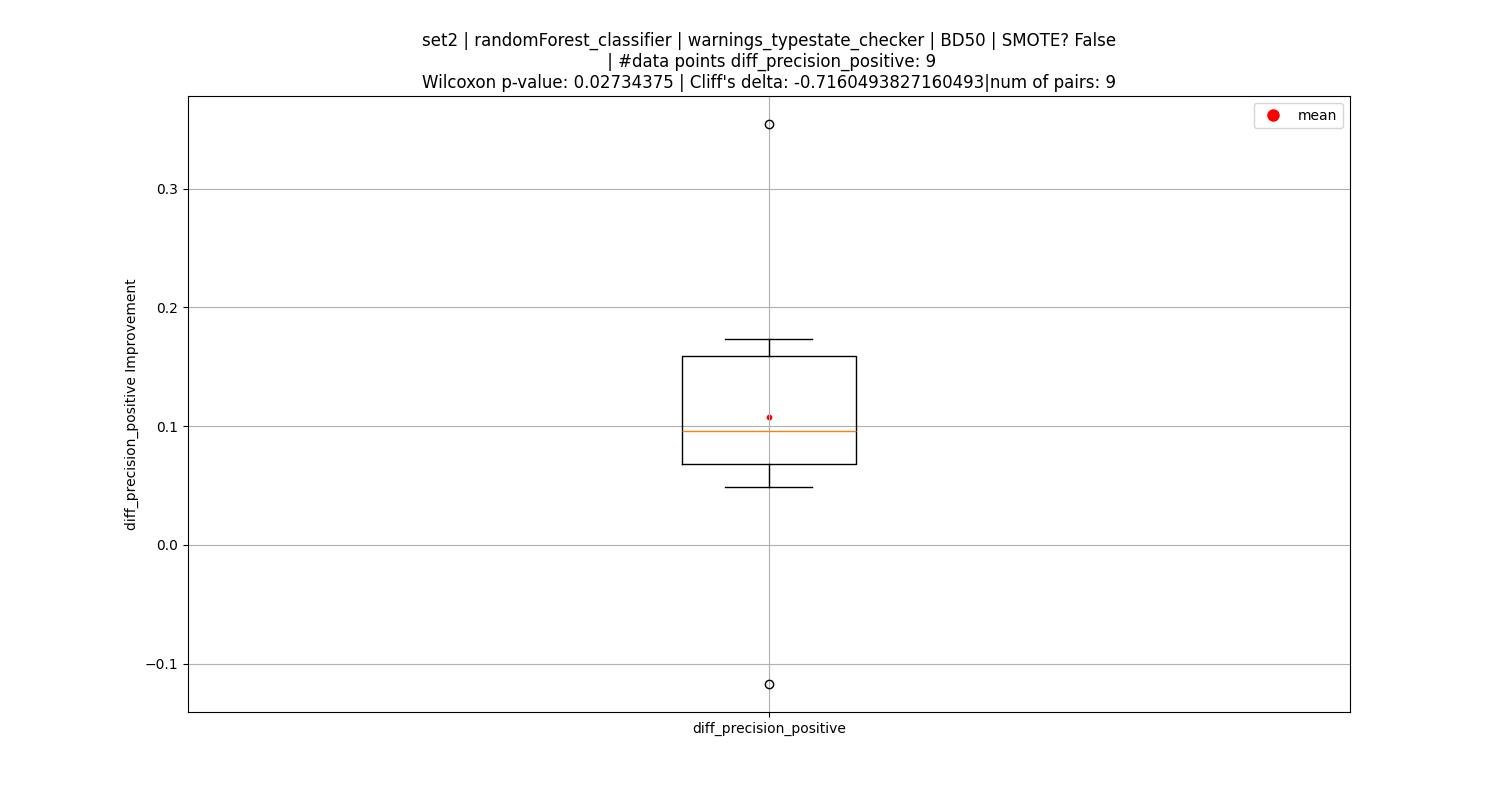 set2 | randomForest_classifier | warnings_typestate_checker | BD50 | SMOTE? False
| #data points diff_precision_positive: 9
Wilcoxon p-value: 0.02734375 | Cliff's delta: -0.7160493827160493|num of pairs: 9
mean
0.3
0.2
0.1
0.0
−0.1
diff_precision_positive Improvement
diff_precision_positive